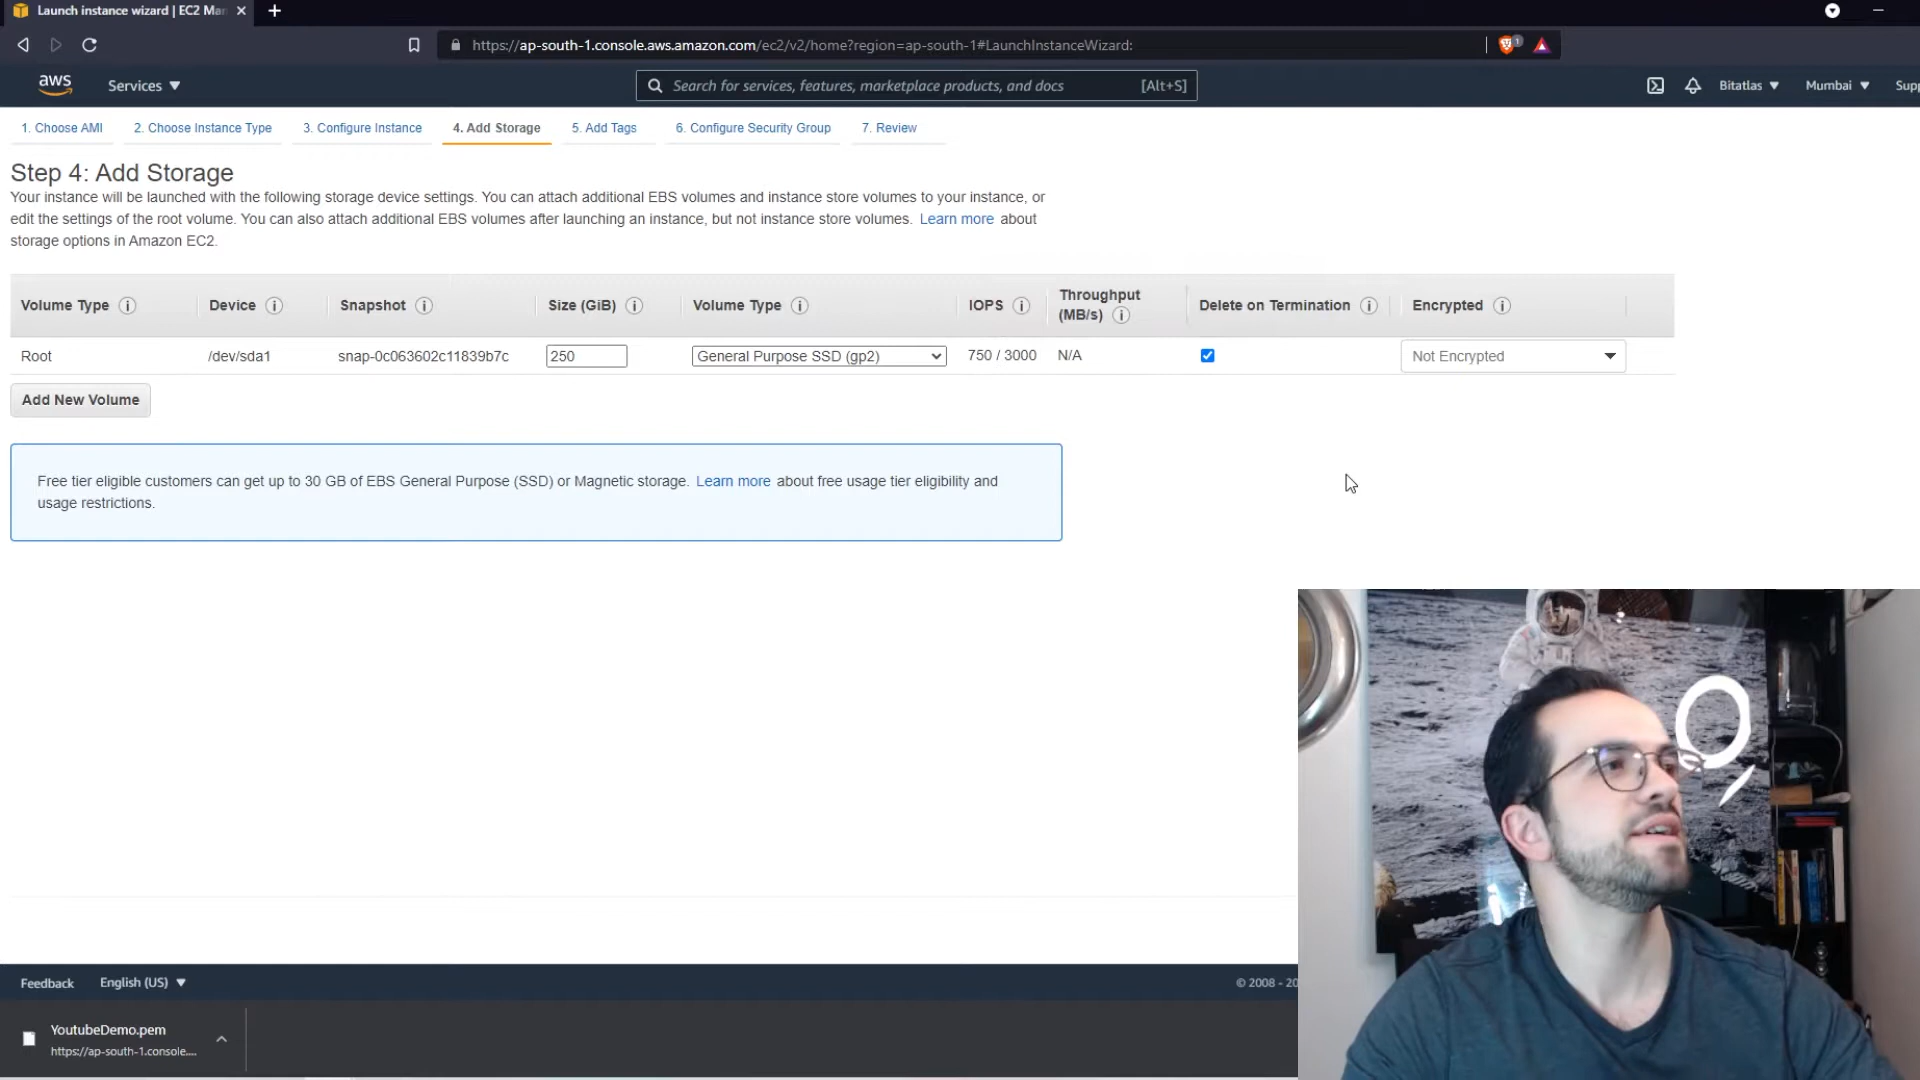 Launch instance wizard | EC2 Ma
https://ap-south-1.console.aws.amazon.com/ec2/v2/home?region=ap-south-1#LaunchInstanceWizard:
1
aws
Services
Search for services, features, marketplace products, and docs
[Alt+S]
Bitatlas
Mumbai
Supp
1. Choose AMI
2. Choose Instance Type
3. Configure Instance
4. Add Storage
5. Add Tags
6. Configure Security Group
7. Review
Step 4: Add Storage
Your instance will be launched with the following storage device settings. You can attach additional EBS volumes and instance store volumes to your instance, or
edit the settings of the root volume. You can also attach additional EBS volumes after launching an instance, but not instance store volumes. Learn more about
storage options in Amazon EC2.
Volume Type
Device
Snapshot
Size (GiB)
Volume Type
IOPS
Throughput
(MB/s)
Delete on Termination
Encrypted
Root
/dev/sda1
snap-0c063602c11839b7c
250
General Purpose SSD (gp2)
750 / 3000
N/A
Not Encrypted
Add New Volume
Free tier eligible customers can get up to 30 GB of EBS General Purpose (SSD) or Magnetic storage. Learn more about free usage tier eligibility and
usage restrictions.
Feedback
English (US)
© 2008 - 20
YoutubeDemo.pem
https://ap-south-1.console....